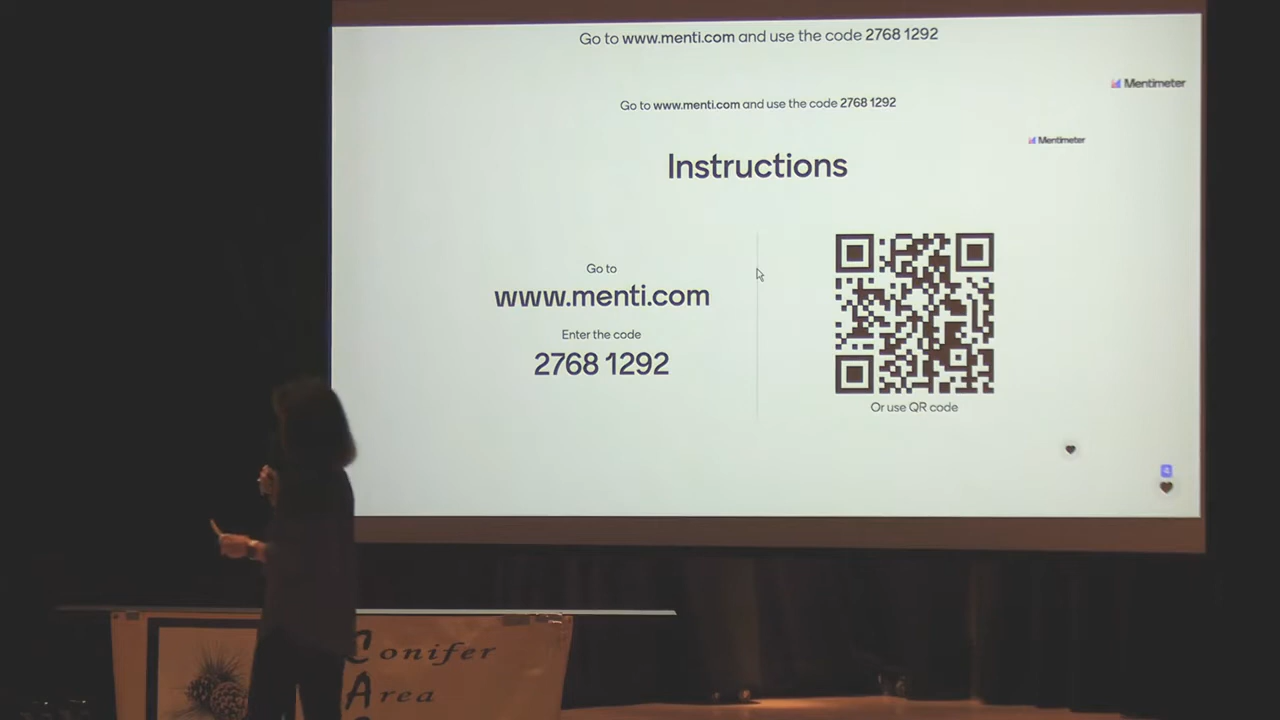 Go to www.menti.com and use the code 2768 1292
Mentimeter
Go to www.menti.com and use the code 2768 1292
Mentimeter
Instructions
Go to
www.menti.com
Enter the code
2768 1292
Or use QR code
Conifer
Area